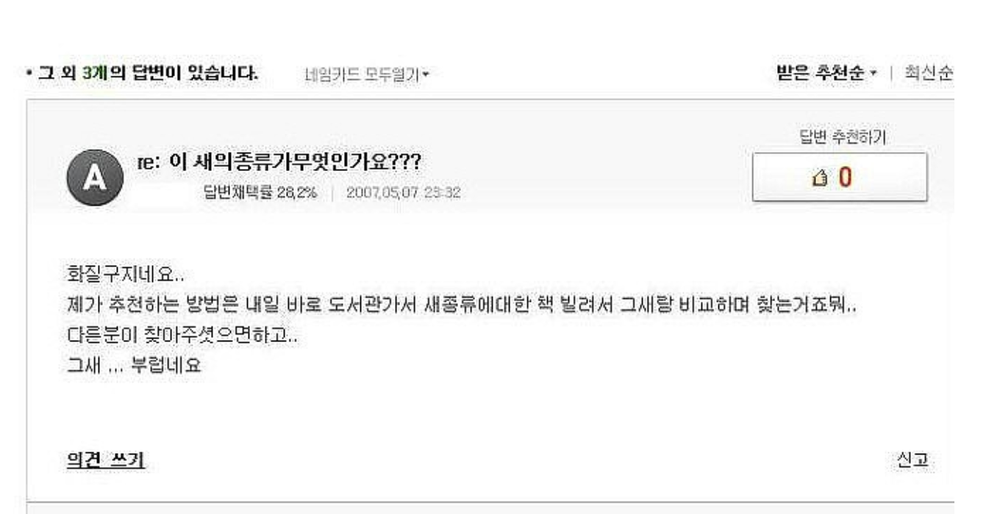 • 그 외 3개의 답변이 있습니다. 네임카드 모두열기▾ 받은 추천순 ▾ | 최신순
답변 추천하기
A re: 이 새의종류가무엇인가요???
0
답변채택률 28,2% | 2007,05,07 23:32
화질구지네요..
제가 추천하는 방법은 내일 바로 도서관가서 새종류에대한 책 빌려서 그새랑 비교하며 찾는거죠뭐..
다른분이 찾아주셧으면하고..
그새 ... 부럽네요
의견 쓰기 신고